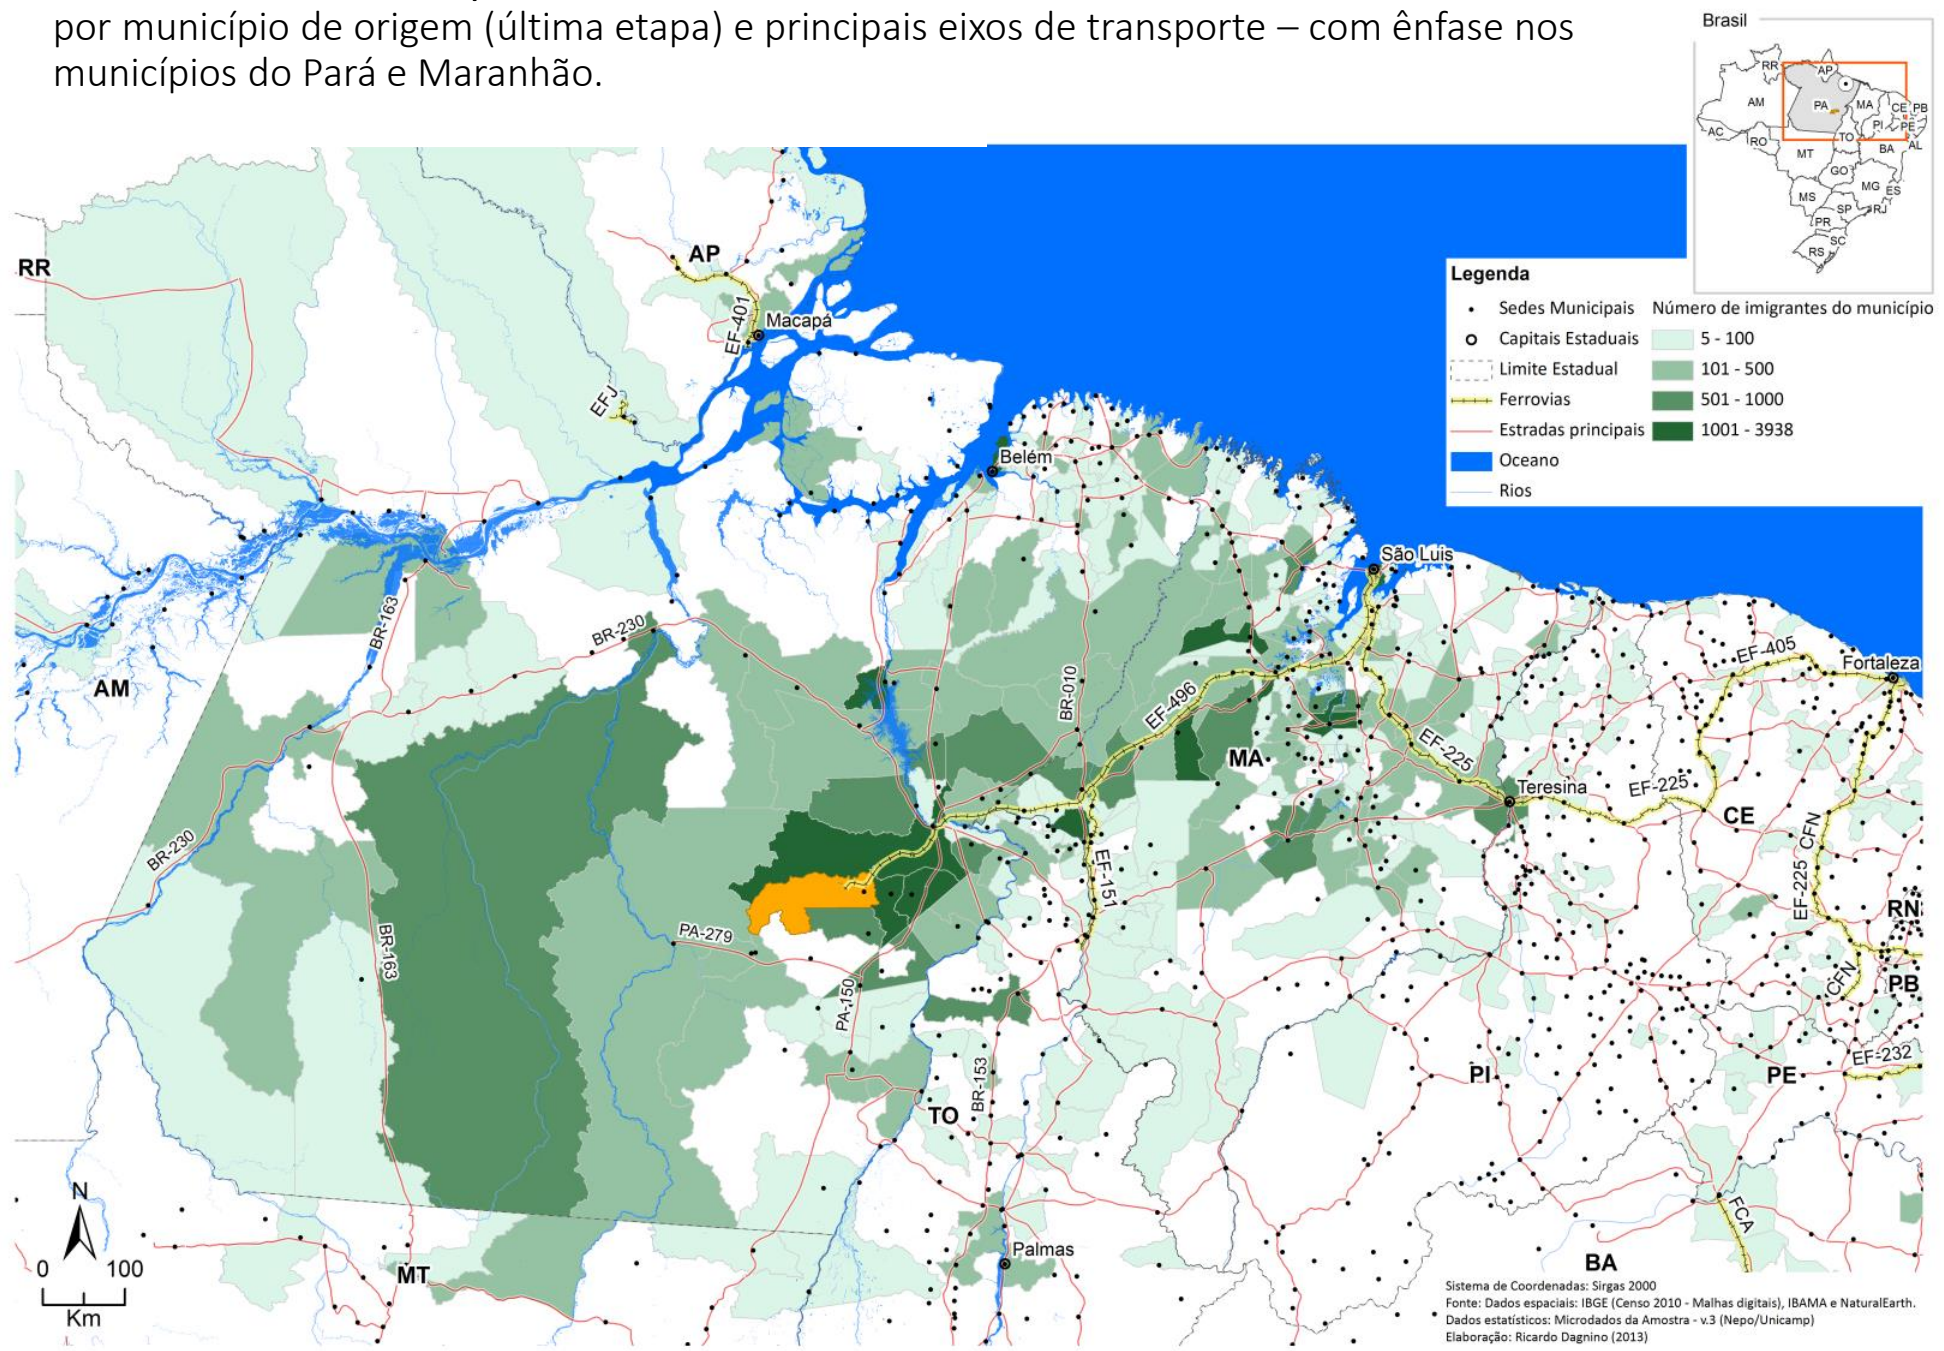 por município de origem (última etapa) e principais eixos de transporte – com ênfase nos
municípios do Pará e Maranhão.
Brasil
RR
AP
AM
PA
MA
CE
PB
PI
PE
AC
RO
TO
AL
MT
BA
GO
MG
ES
MS
SP
RJ
PR
SC
RS
Legenda
Sedes Municipais
Capitais Estaduais
Limite Estadual
Ferrovias
Estradas principais
Oceano
Rios
Número de imigrantes do município
5 - 100
101 - 500
501 - 1000
1001 - 3938
RR
AP
EF-401
Macapá
EFJ
Belém
São Luis
BR-163
BR-230
AM
BR-010
EF-496
MA
EF-225
Teresina
EF-225
EF-405
Fortaleza
CE
CFN
EF-225
RN
CFN
PB
BR-230
EF-151
PA-279
BR-163
PA-150
BR-153
TO
PI
PE
EF-232
FCA
Palmas
MT
BA
N
0 100
Km
Sistema de Coordenadas: Sirgas 2000
Fonte: Dados espaciais: IBGE (Censo 2010 - Malhas digitais), IBAMA e NaturalEarth.
Dados estatísticos: Microdados da Amostra - v.3 (Nepo/Unicamp)
Elaboração: Ricardo Dagnino (2013)